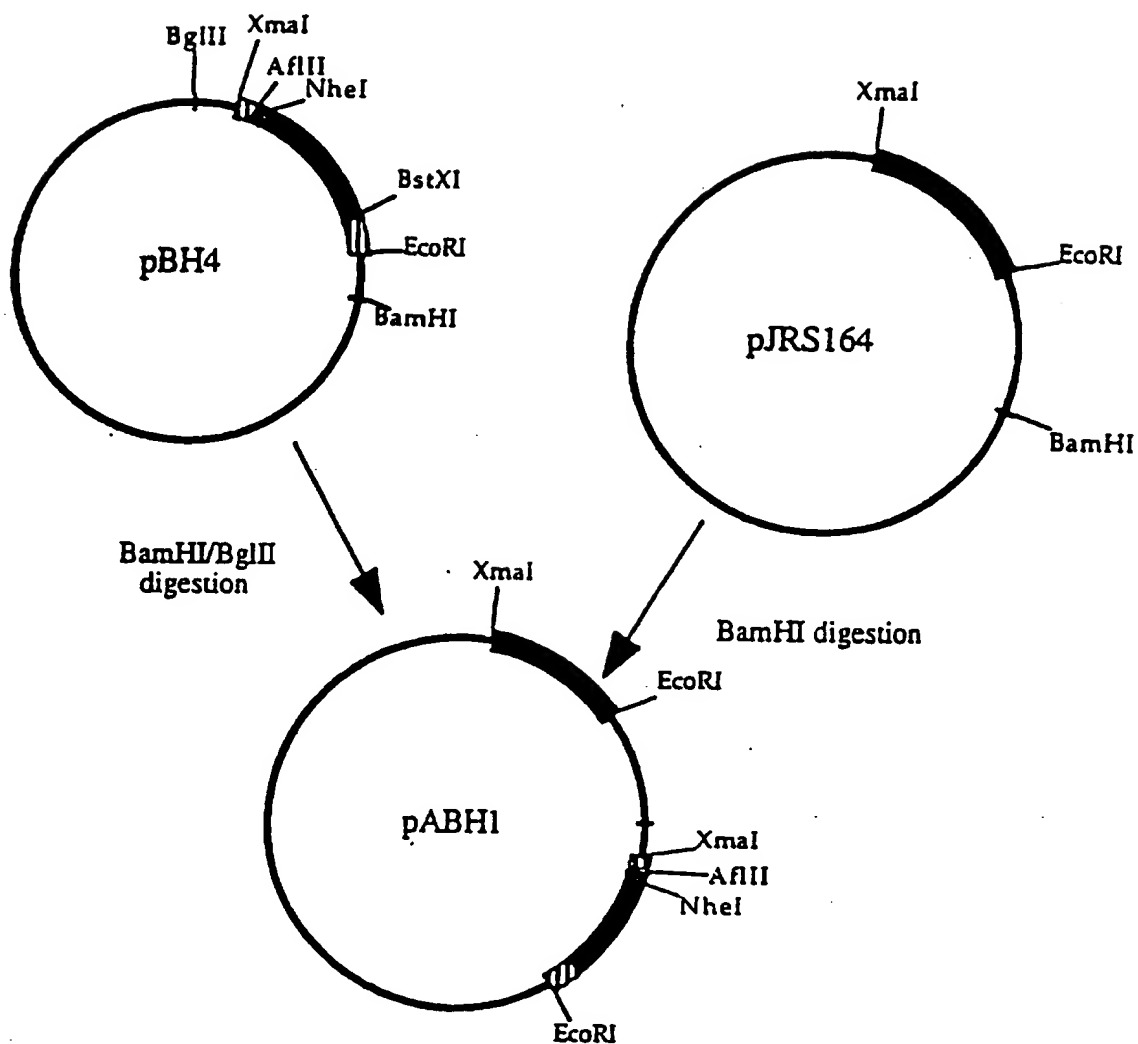 BglII
XmaI
AflII
NheI
BstXI
EcoRI
BamHI
pBH4
XmaI
EcoRI
pJRS164
BamHI
BamHI/BglII
digestion
BamHI digestion
XmaI
EcoRI
pABH1
XmaI
AflII
NheI
EcoRI